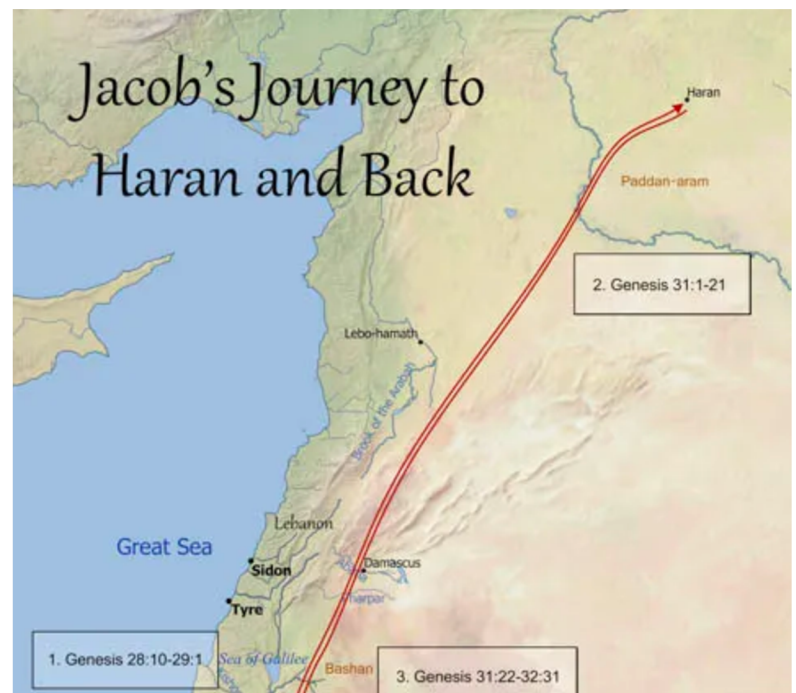 Jacob's Journey to
Haran and Back
Haran
Paddan-aram
2. Genesis 31:1-21
Lebo-hamath
Brook of the Arabah
Lebanon
Great Sea
Sidon
Damascus
Tyre
Pharpar
1. Genesis 28:10-29:1
Sea of Galilee
Bashan
3. Genesis 31:22-32:31